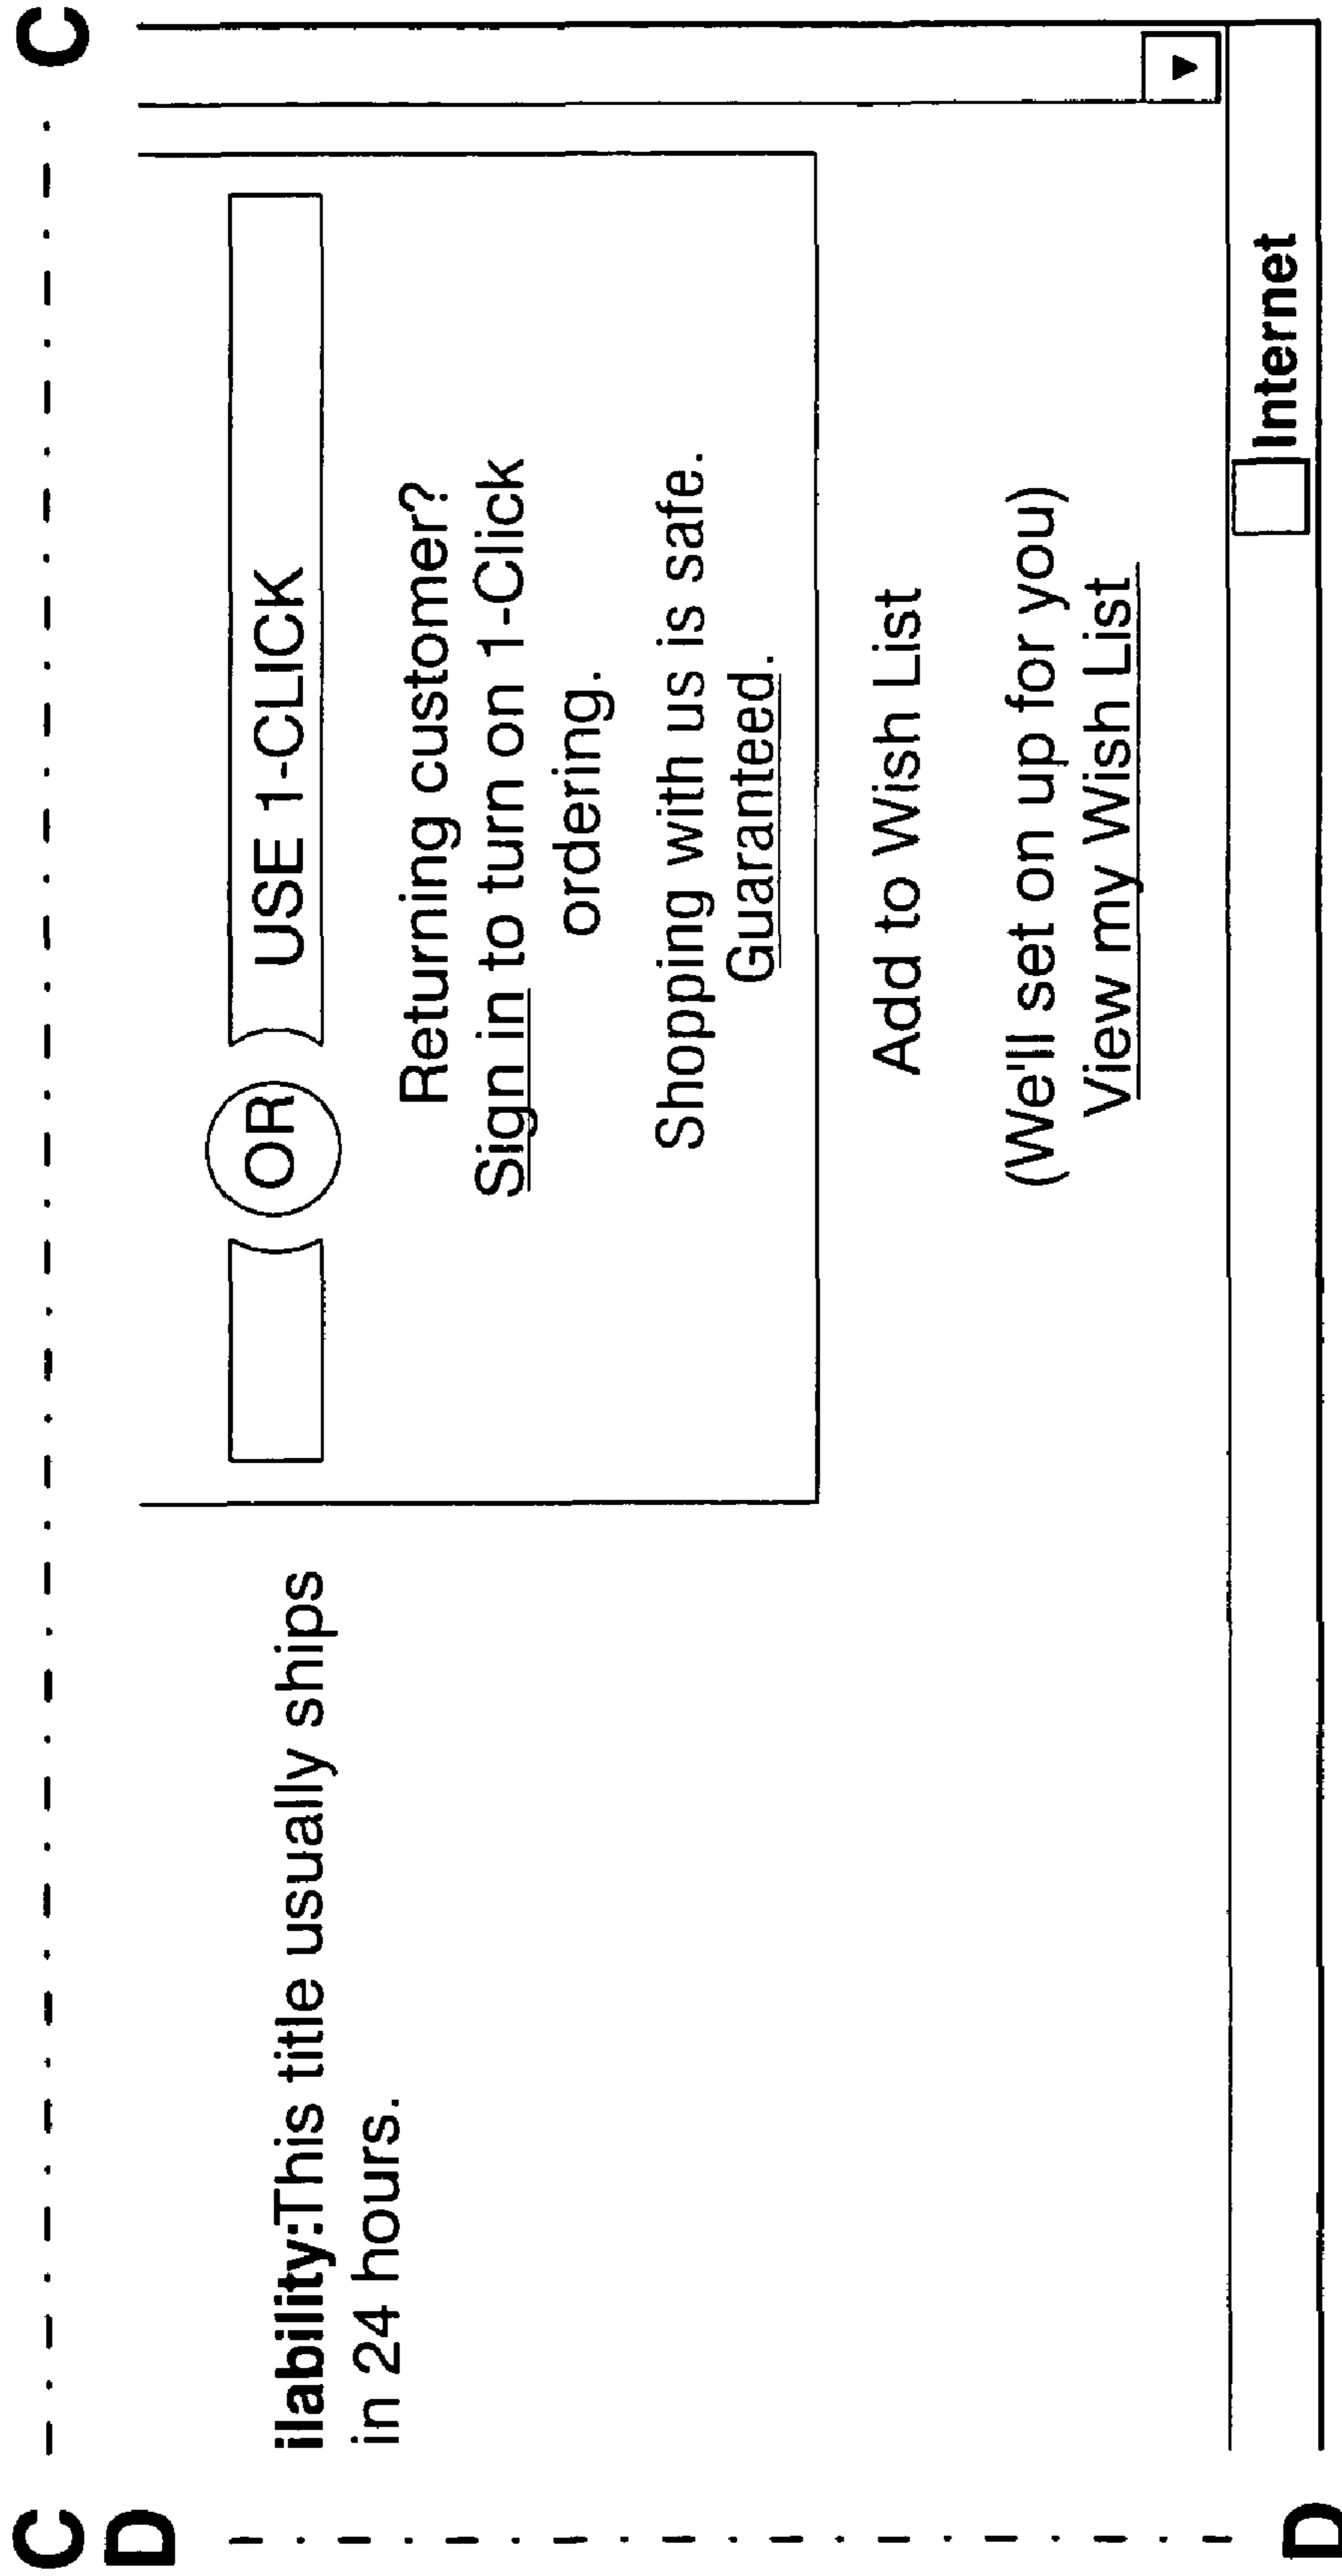 C C
D
ilability:This title usually ships
in 24 hours.
OR USE 1-CLICK
Returning customer?
Sign in to turn on 1-Click
ordering.
Shopping with us is safe.
Guaranteed.
Add to Wish List
(We'll set on up for you)
View my Wish List
Internet
D